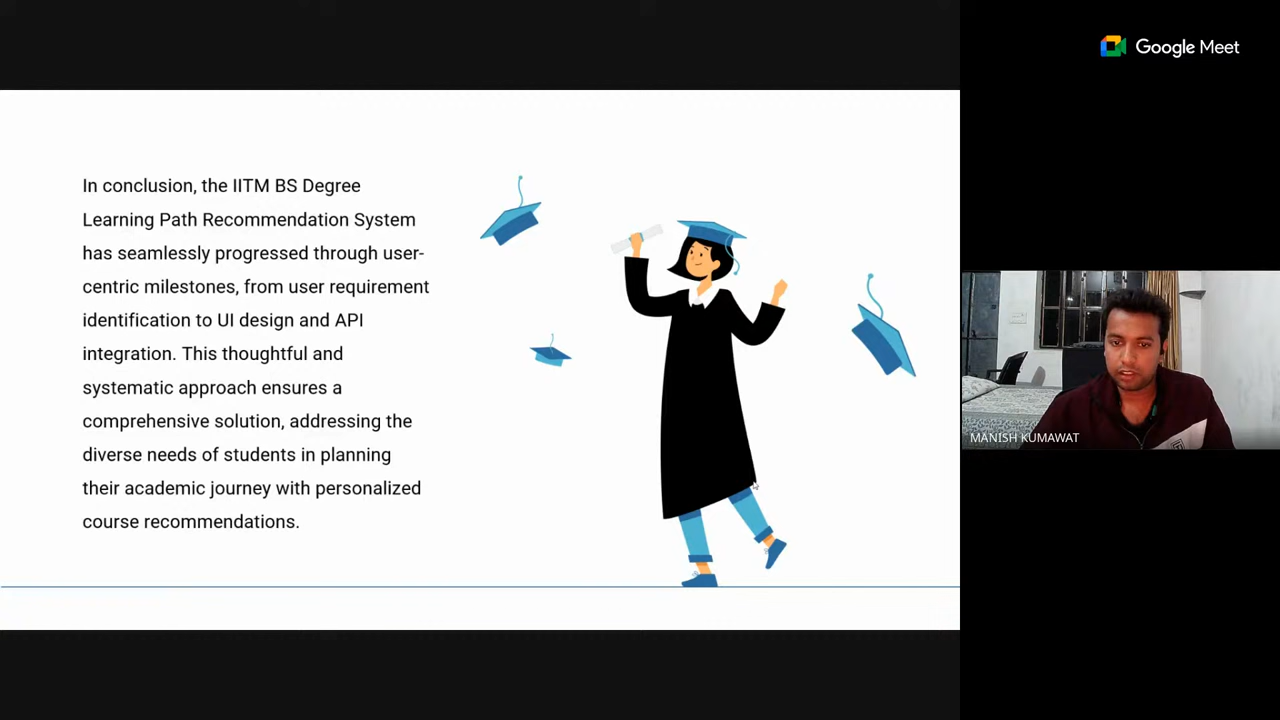 Google Meet
In conclusion, the IITM BS Degree
Learning Path Recommendation System
has seamlessly progressed through user-
centric milestones, from user requirement
identification to UI design and API
integration. This thoughtful and
systematic approach ensures a
comprehensive solution, addressing the
diverse needs of students in planning
their academic journey with personalized
course recommendations.
MANISH KUMAWAT